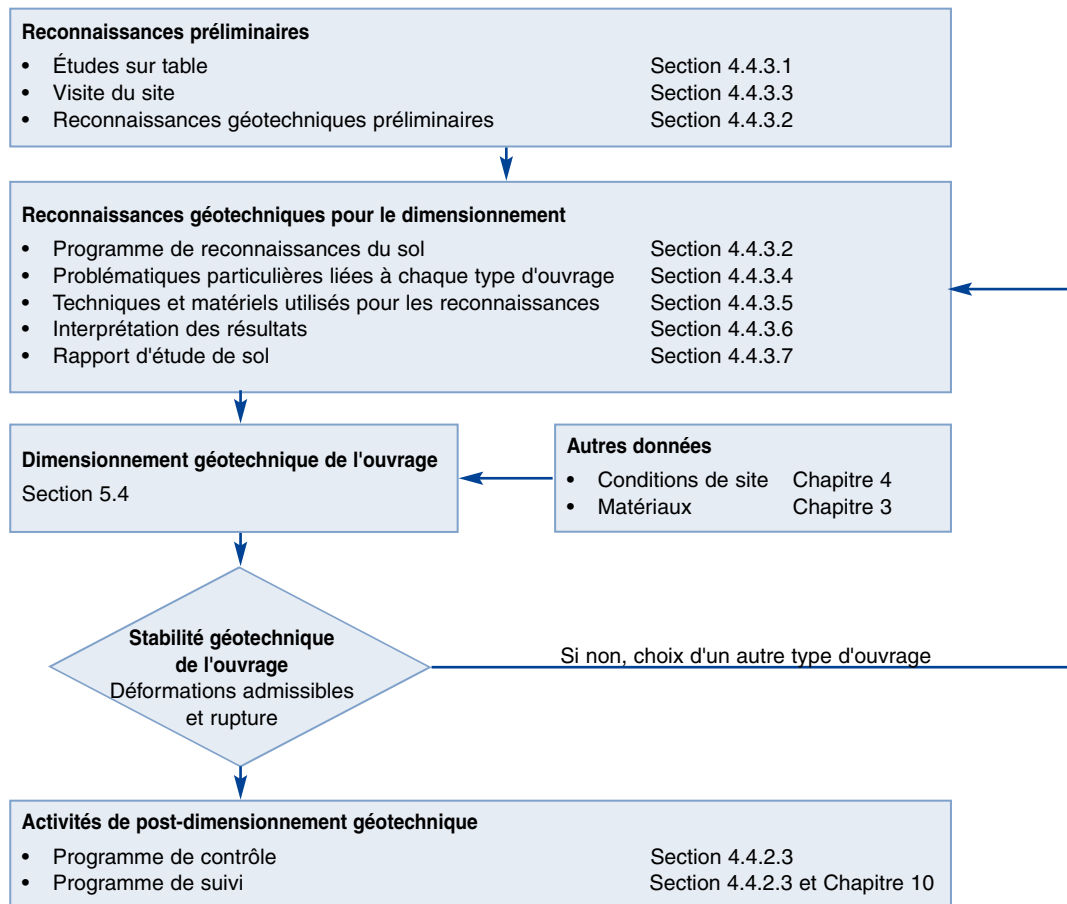 Reconnaissances préliminaires
• Études sur table Section 4.4.3.1
• Visite du site Section 4.4.3.3
• Reconnaissances géotechniques préliminaires Section 4.4.3.2
Reconnaissances géotechniques pour le dimensionnement
• Programme de reconnaissances du sol Section 4.4.3.2
• Problématiques particulières liées à chaque type d'ouvrage Section 4.4.3.4
• Techniques et matériels utilisés pour les reconnaissances Section 4.4.3.5
• Interprétation des résultats Section 4.4.3.6
• Rapport d'étude de sol Section 4.4.3.7
Dimensionnement géotechnique de l'ouvrage
Section 5.4
Autres données
• Conditions de site Chapitre 4
• Matériaux Chapitre 3
Stabilité géotechnique
de l'ouvrage
Déformations admissibles
et rupture
Si non, choix d'un autre type d'ouvrage
Activités de post-dimensionnement géotechnique
• Programme de contrôle Section 4.4.2.3
• Programme de suivi Section 4.4.2.3 et Chapitre 10